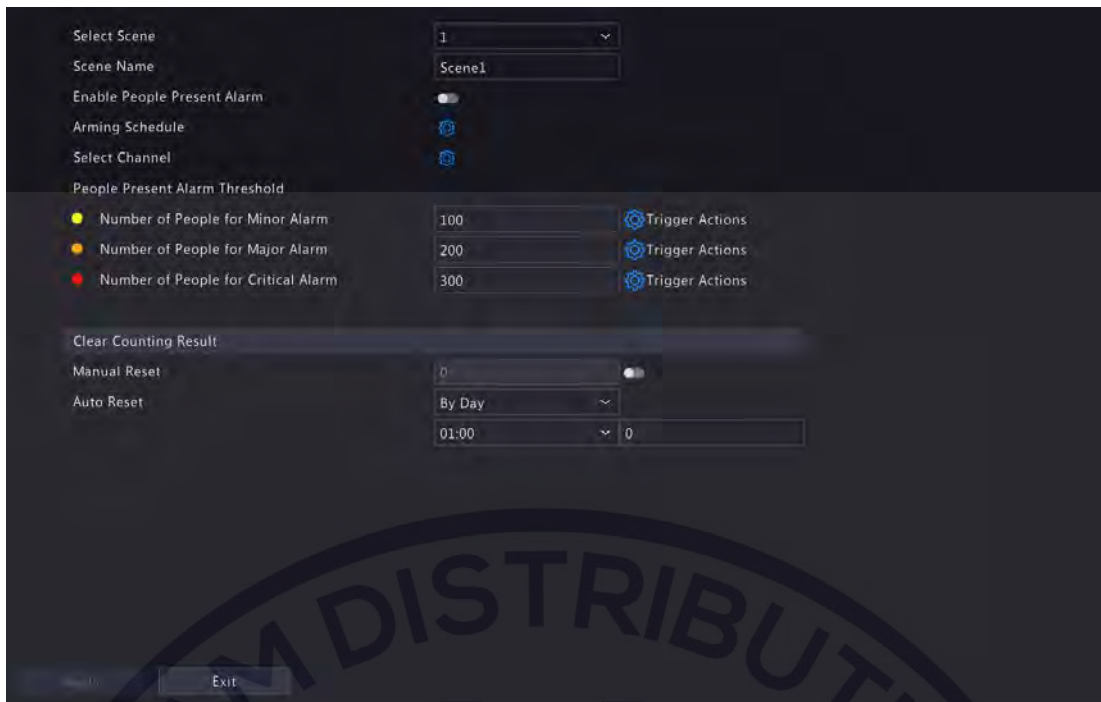 Select Scene 1
Scene Name Scene1
Enable People Present Alarm
Arming Schedule
Select Channel
People Present Alarm Threshold
Number of People for Minor Alarm 100 Trigger Actions
Number of People for Major Alarm 200 Trigger Actions
Number of People for Critical Alarm 300 Trigger Actions
Clear Counting Result
Manual Reset 0
Auto Reset By Day
01:00 0
M DISTRIBUTI
Exit